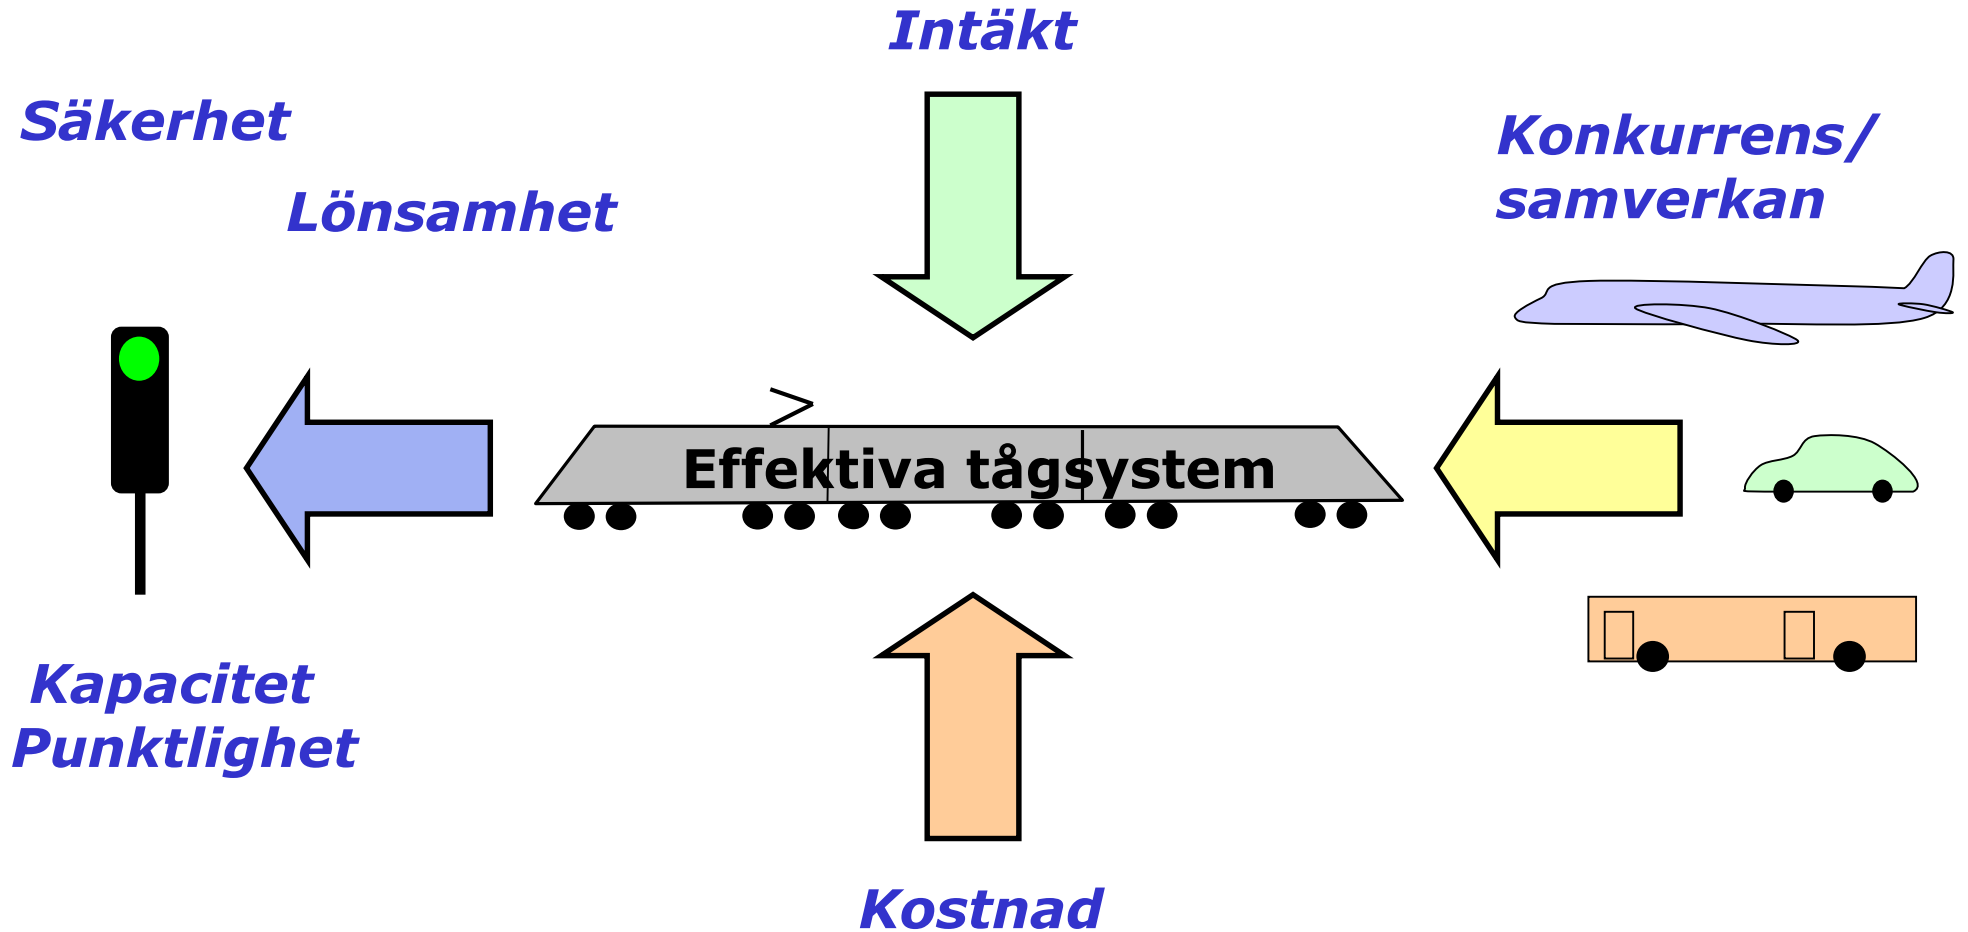 Intäkt
Säkerhet
Konkurrens/
samverkan
Lönsamhet
Effektiva tågsystem
Kapacitet
Punktlighet
Kostnad